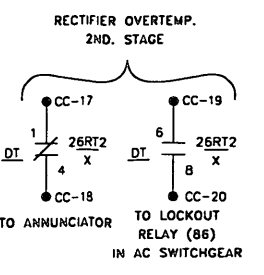 RECTIFIER OVERTEMP.
2ND. STAGE
CC-17
CC-19
1
6
DT
26RT2
X
DT
26RT2
X
4
8
CC-18
CC-20
TO ANNUNCIATOR
TO LOCKOUT
RELAY (86)
IN AC SWITCHGEAR